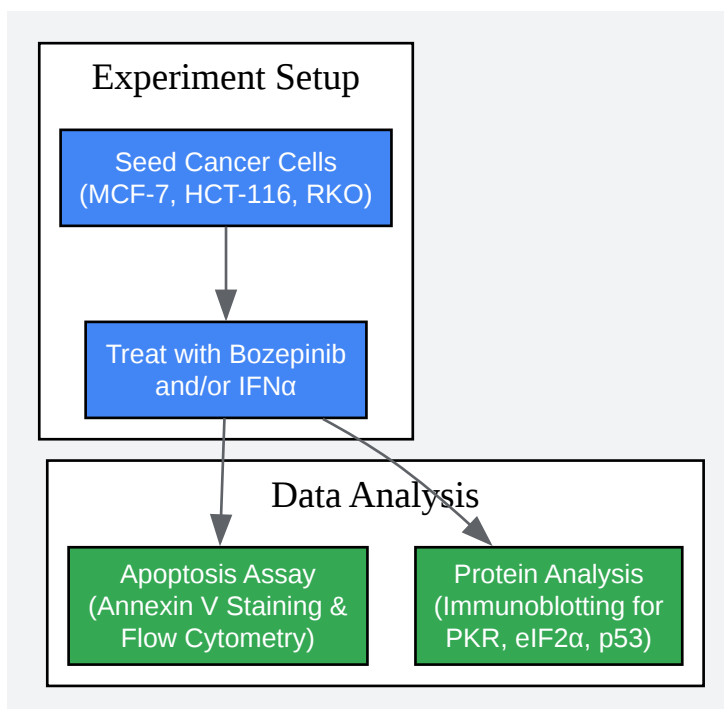 Experiment Setup
Seed Cancer Cells
(MCF-7, HCT-116, RKO)
Treat with Bozepinib
and/or IFNα
Data Analysis
Apoptosis Assay
(Annexin V Staining &
Flow Cytometry)
Protein Analysis
(Immunoblotting for
PKR, eIF2α, p53)